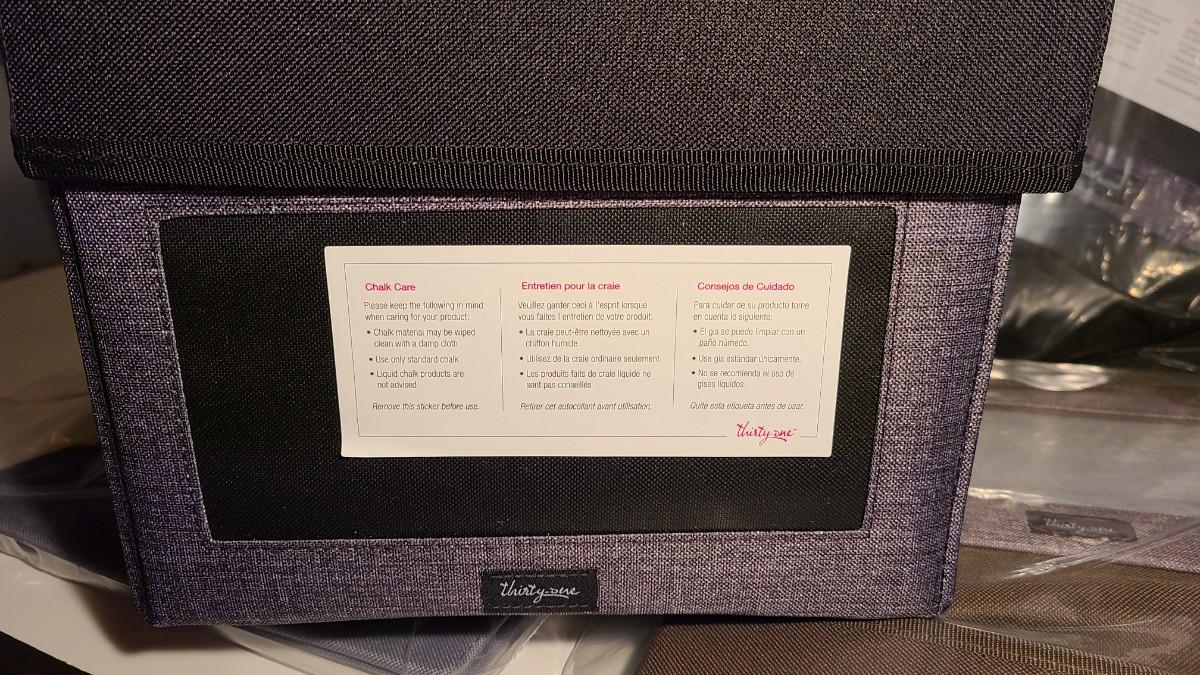 Chalk Care
Please keep the following in mind
when caring for your product:
• Chalk material may be wiped
clean with a damp cloth
• Use only standard chalk
• Liquid chalk products are
not advised
Remove this sticker before use.
Entretien pour la craie
Veuillez garder ceci à l'esprit lorsque
vous faites l'entretien de votre produit:
• La craie peut-être nettoyée avec un
chiffon humide
• Utilisez de la craie ordinaire seulement
• Les produits faits de craie liquide ne
sont pas conseillés
Retirer cet autocollant avant utilisation.
Consejos de Cuidado
Para cuidar de su producto tome
en cuenta lo siguiente:
• El gis se puede limpiar con un
paño húmedo.
• Use gis estándar únicamente.
• No se recomienda el uso de
gises líquidos.
Quite esta etiqueta antes de usar.
thirty-one
thirty-one
thirty-one